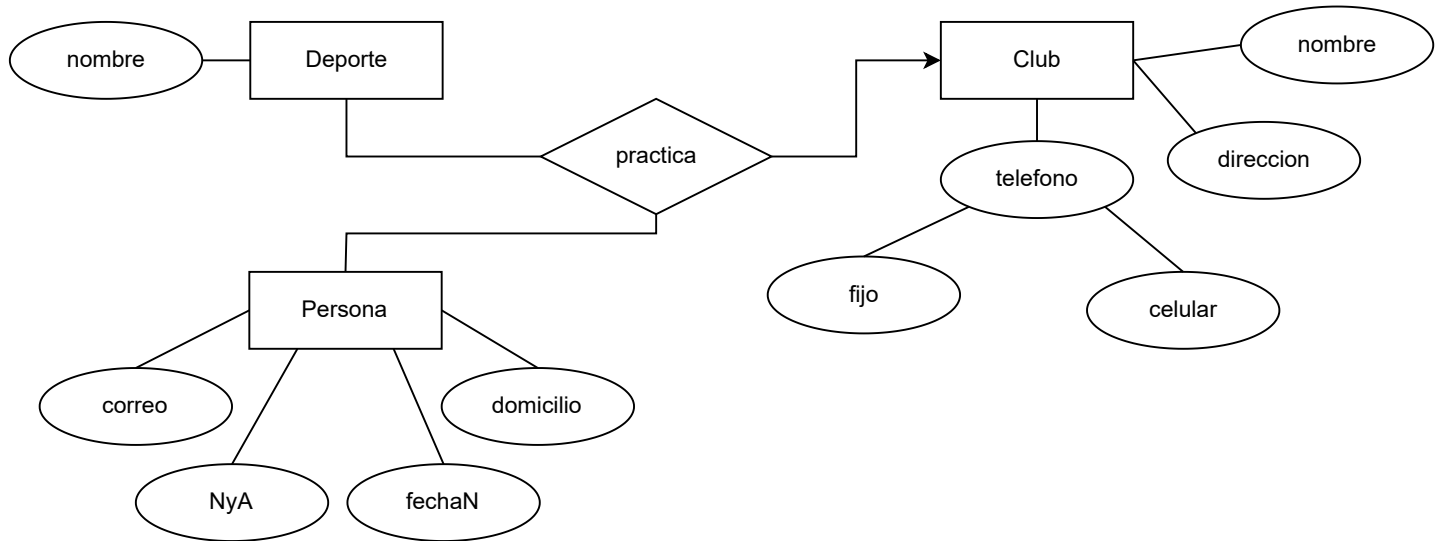 nombre
Deporte
Club
nombre
practica
direccion
telefono
fijo
celular
Persona
correo
domicilio
NyA
fechaN